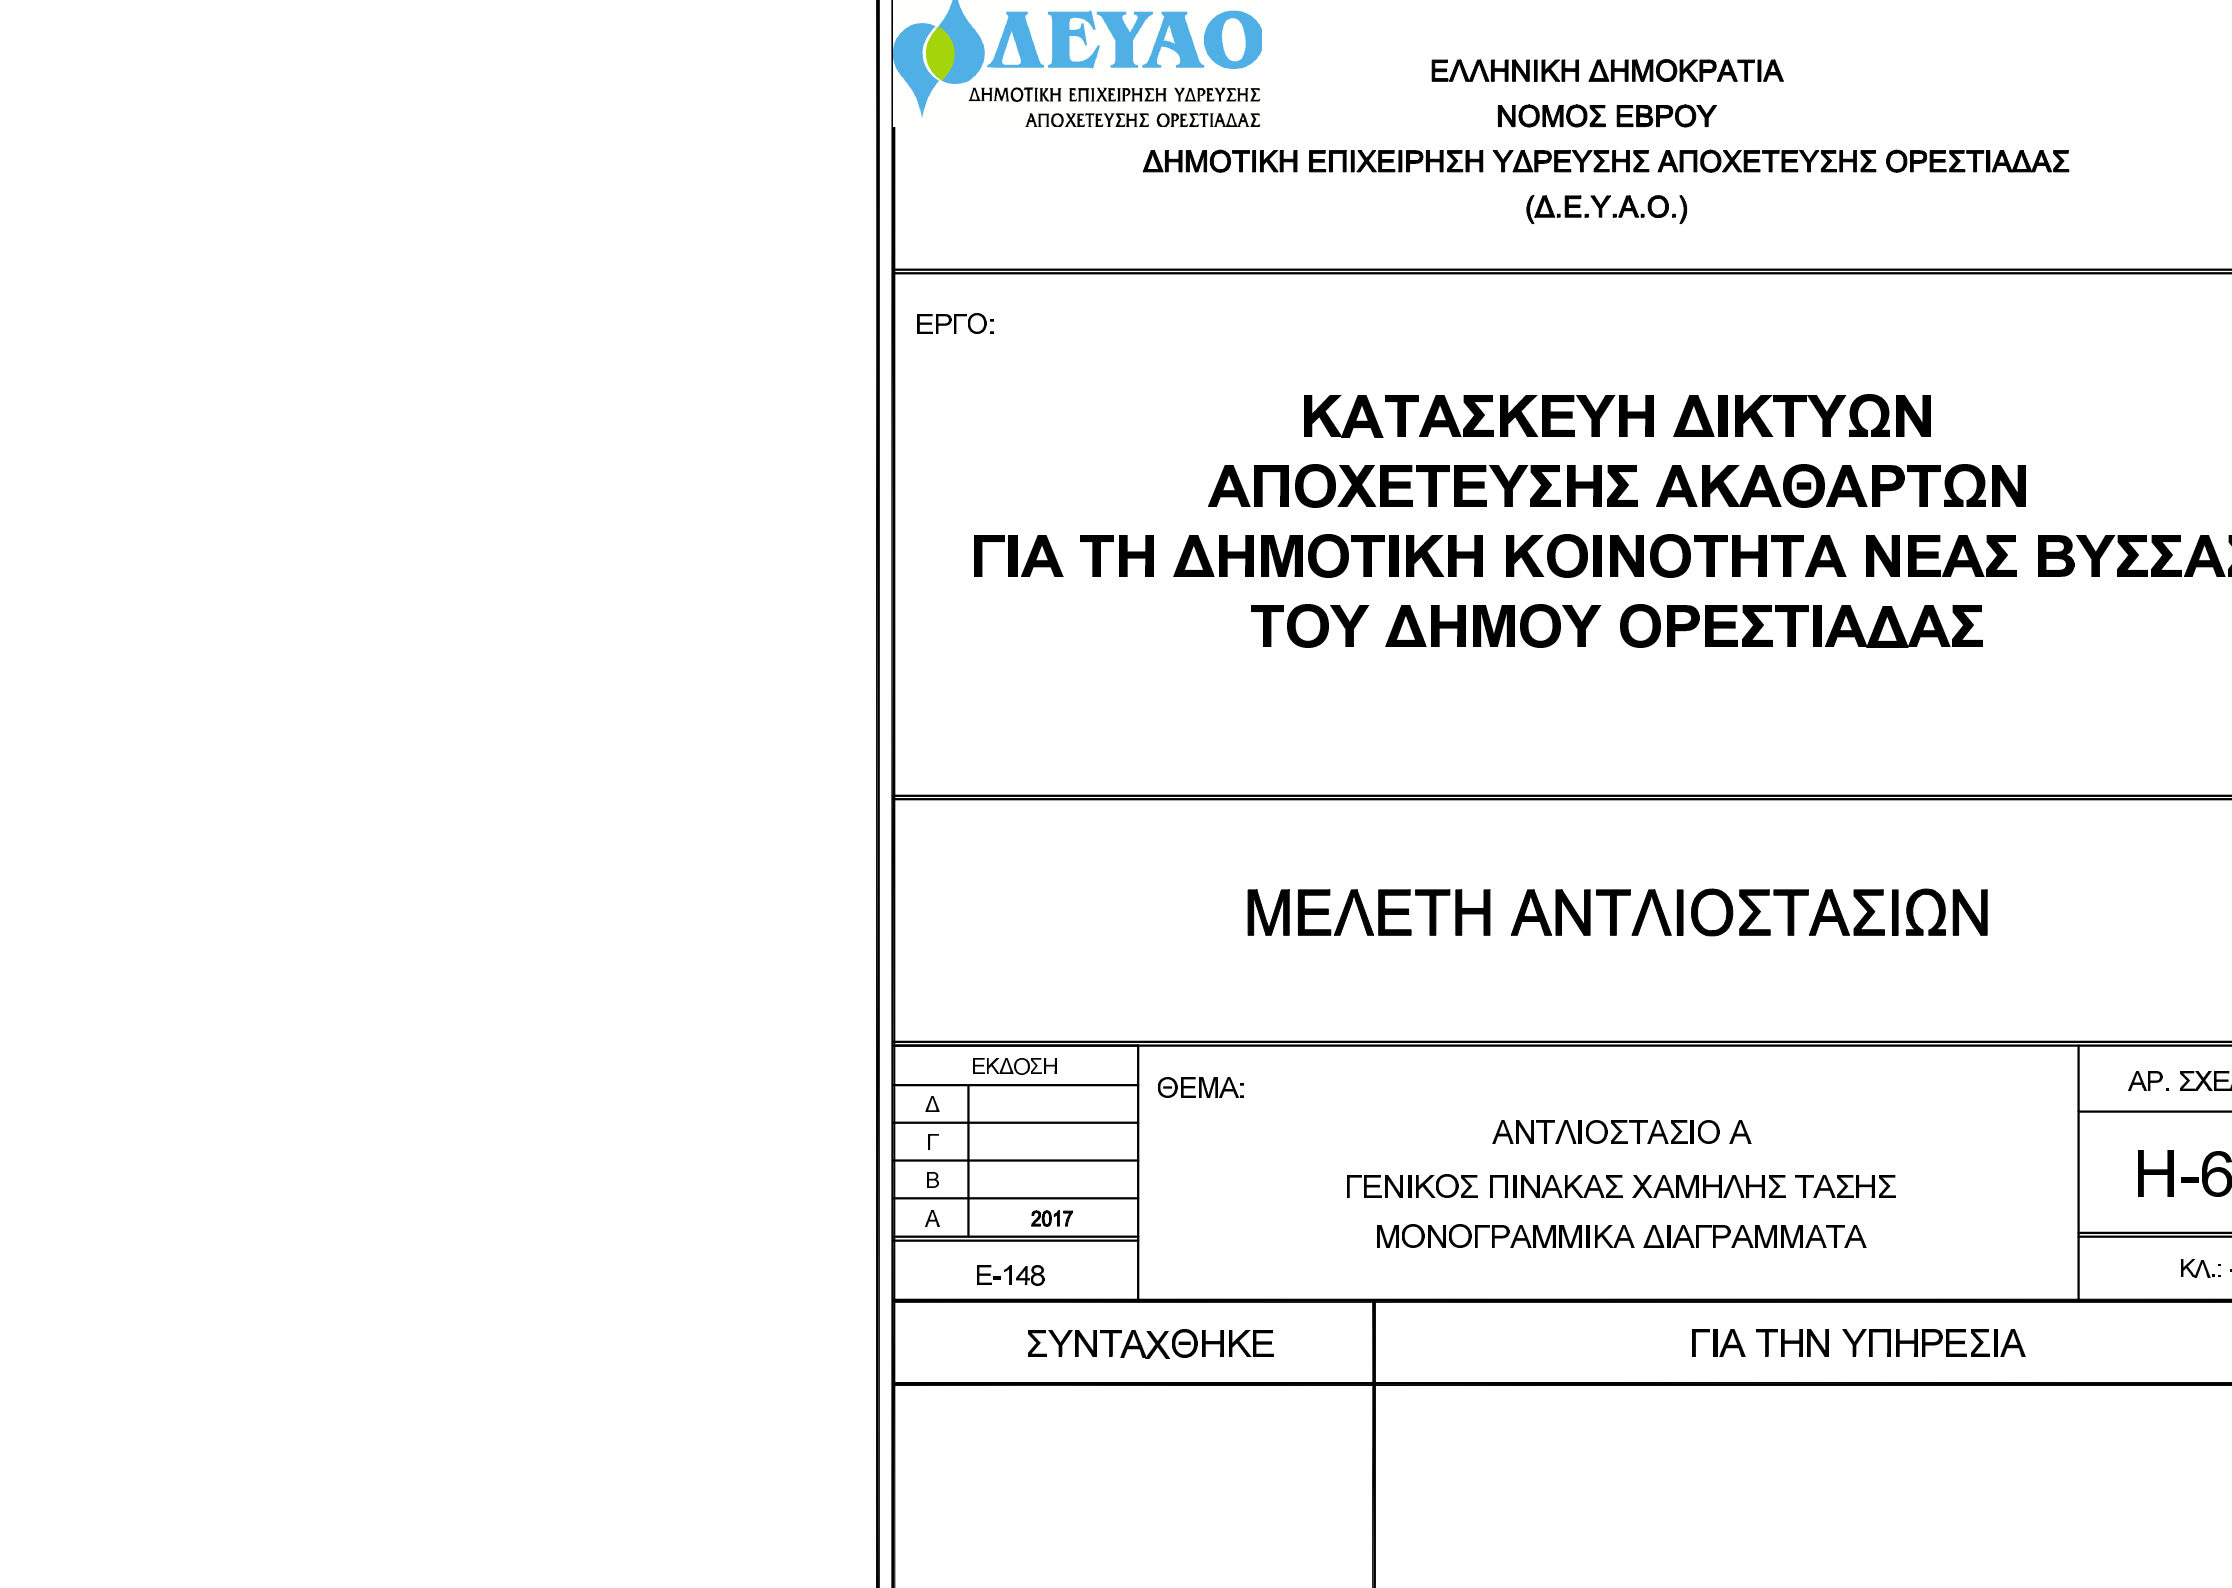 ΔΕΥΑΟ
ΔΗΜΟΤΙΚΗ ΕΠΙΧΕΙΡΗΣΗ ΥΔΡΕΥΣΗΣ
ΑΠΟΧΕΤΕΥΣΗΣ ΟΡΕΣΤΙΑΔΑΣ
ΕΛΛΗΝΙΚΗ ΔΗΜΟΚΡΑΤΙΑ
ΝΟΜΟΣ ΕΒΡΟΥ
ΔΗΜΟΤΙΚΗ ΕΠΙΧΕΙΡΗΣΗ ΥΔΡΕΥΣΗΣ ΑΠΟΧΕΤΕΥΣΗΣ ΟΡΕΣΤΙΑΔΑΣ
(Δ.Ε.Υ.Α.Ο.)
ΕΡΓΟ:
ΚΑΤΑΣΚΕΥΗ ΔΙΚΤΥΩΝ
ΑΠΟΧΕΤΕΥΣΗΣ ΑΚΑΘΑΡΤΩΝ
ΓΙΑ ΤΗ ΔΗΜΟΤΙΚΗ ΚΟΙΝΟΤΗΤΑ ΝΕΑΣ ΒΥΣΣΑΣ
ΤΟΥ ΔΗΜΟΥ ΟΡΕΣΤΙΑΔΑΣ
ΜΕΛΕΤΗ ΑΝΤΛΙΟΣΤΑΣΙΩΝ
ΕΚΔΟΣΗ
Δ
Γ
Β
Α 2017
Ε-148
ΘΕΜΑ:
ΑΝΤΛΙΟΣΤΑΣΙΟ Α
ΓΕΝΙΚΟΣ ΠΙΝΑΚΑΣ ΧΑΜΗΛΗΣ ΤΑΣΗΣ
ΜΟΝΟΓΡΑΜΜΙΚΑ ΔΙΑΓΡΑΜΜΑΤΑ
ΑΡ.
Η-6
ΚΛ.:
ΣΥΝΤΑΧΘΗΚΕ
ΓΙΑ ΤΗΝ ΥΠΗΡΕΣΙΑ